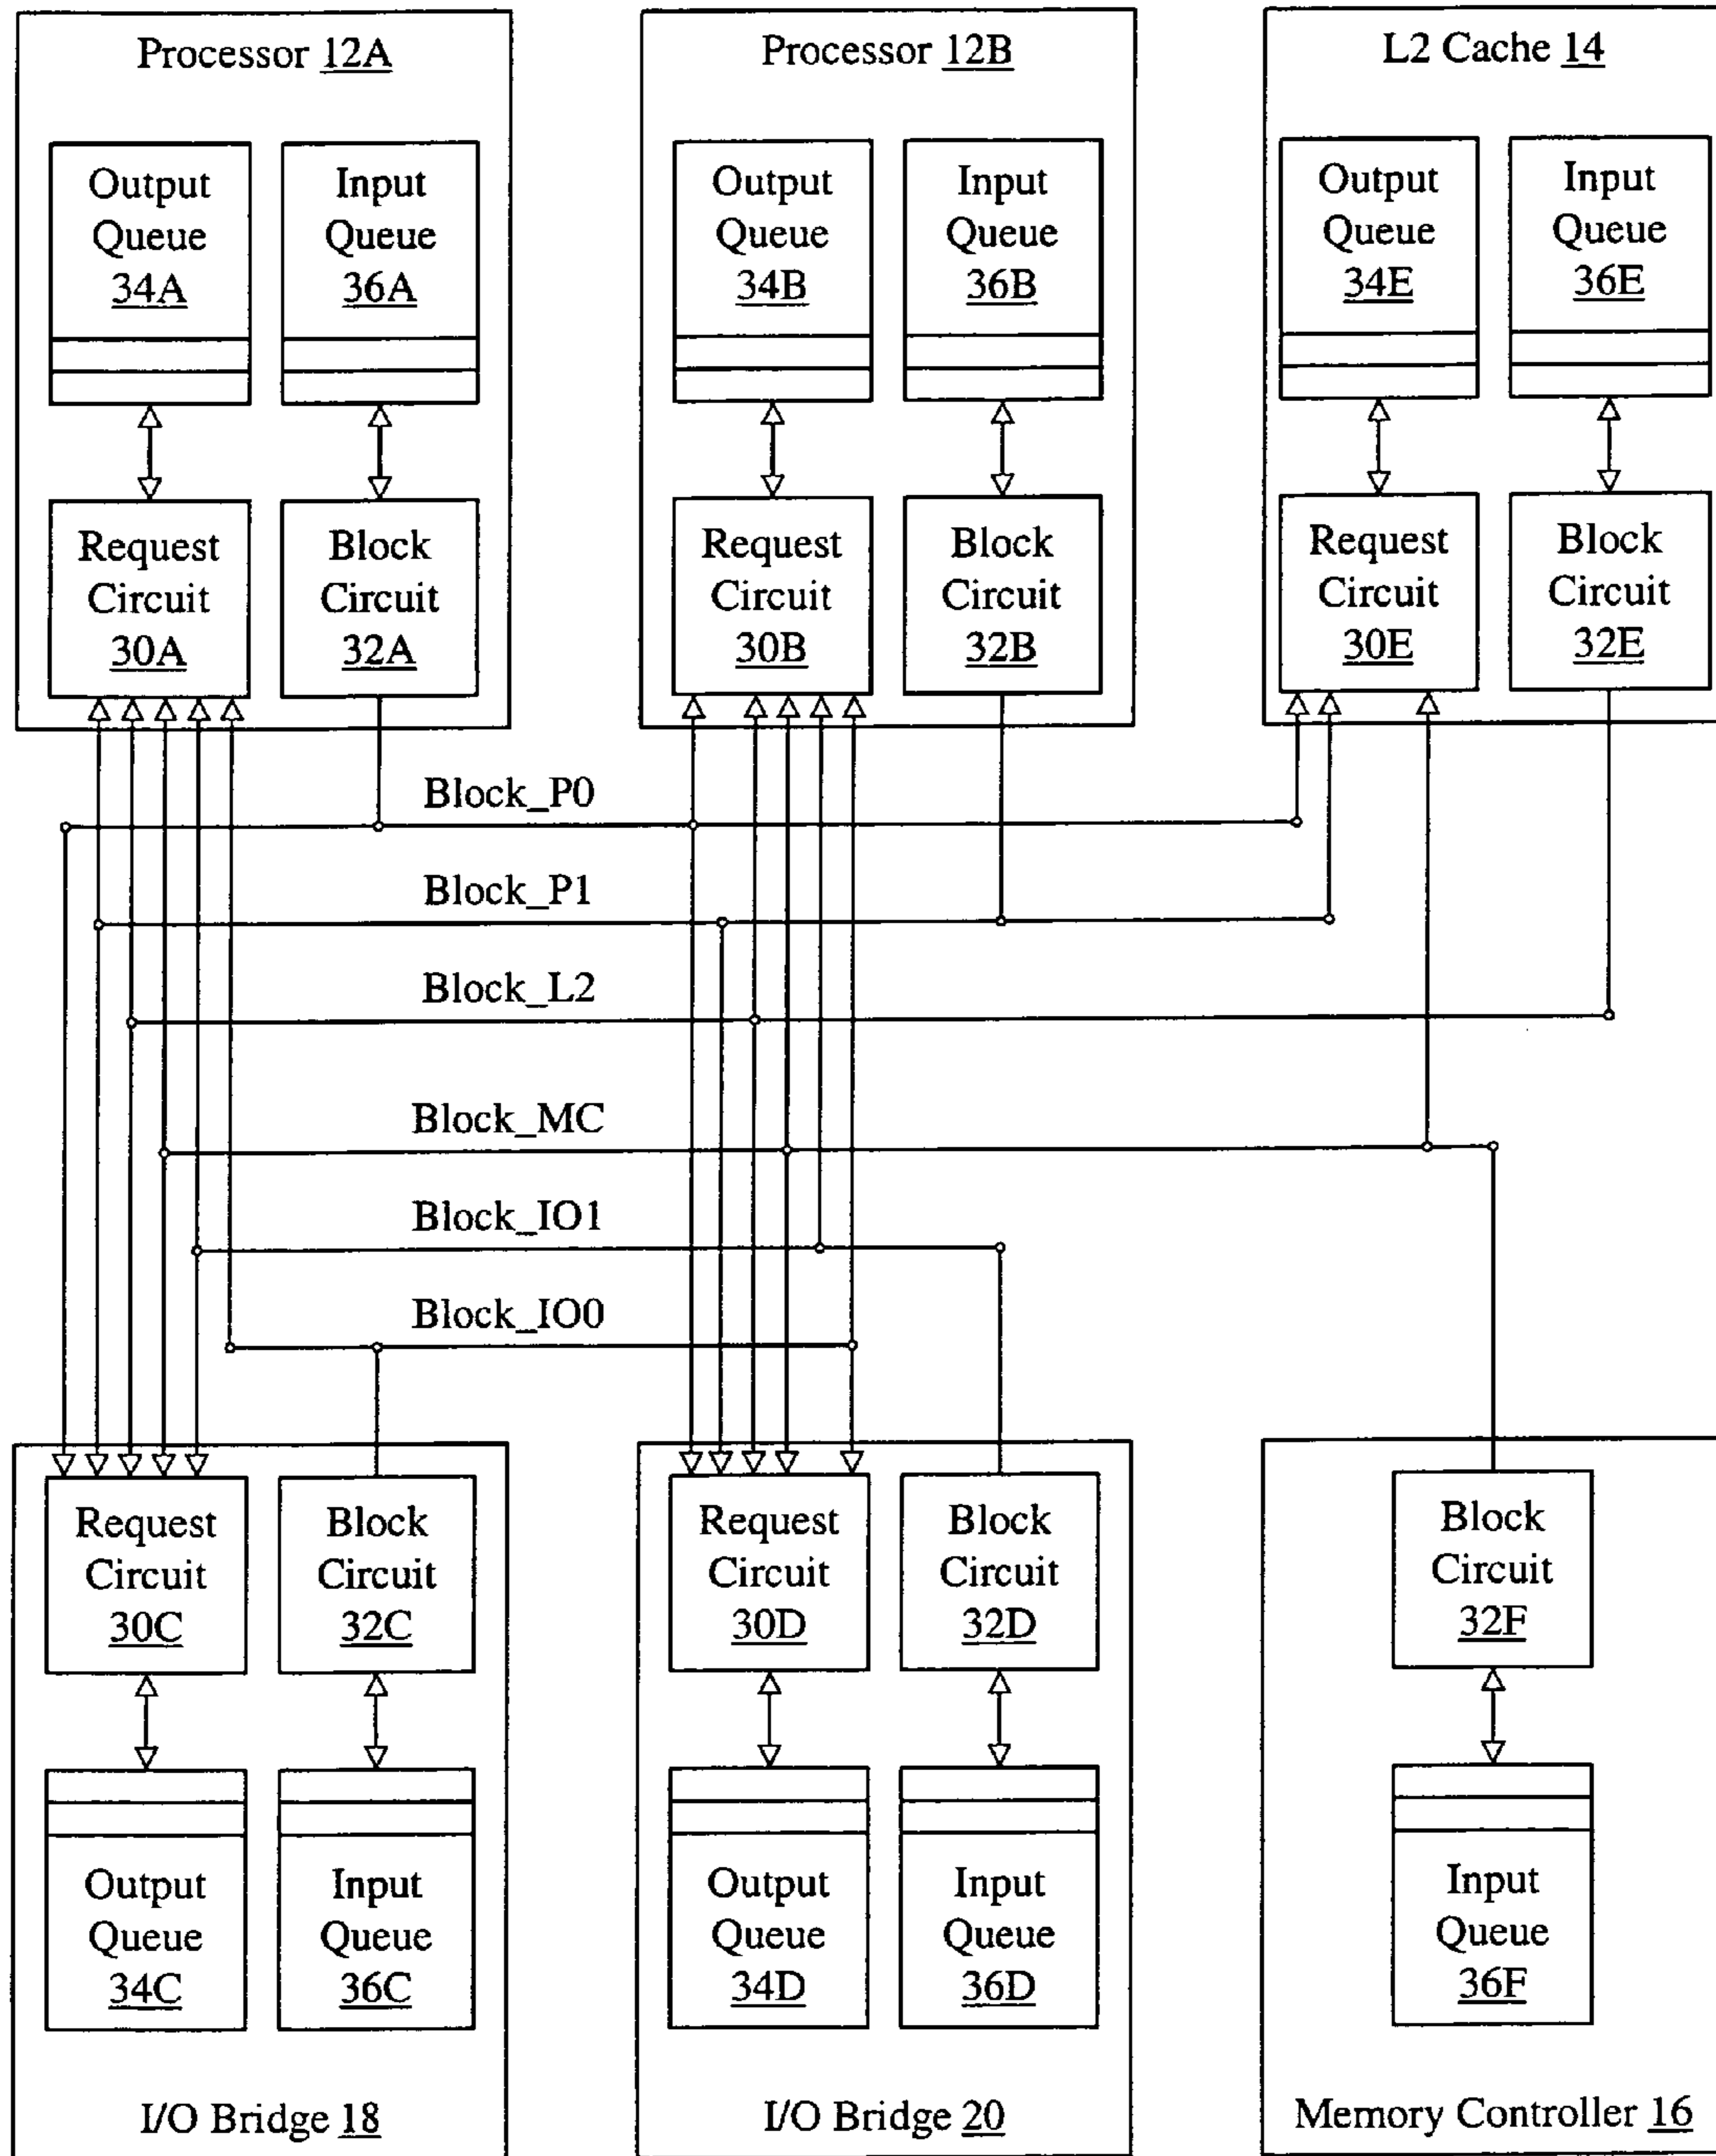 Processor 12A
Output
Queue
34A
Input
Queue
36A
Request
Circuit
30A
Block
Circuit
32A
Processor 12B
Output
Queue
34B
Input
Queue
36B
Request
Circuit
30B
Block
Circuit
32B
L2 Cache 14
Output
Queue
34E
Input
Queue
36E
Request
Circuit
30E
Block
Circuit
32E
Block_P0
Block_P1
Block_L2
Block_MC
Block_IO1
Block_IO0
Request
Circuit
30C
Block
Circuit
32C
Output
Queue
34C
Input
Queue
36C
I/O Bridge 18
Request
Circuit
30D
Block
Circuit
32D
Output
Queue
34D
Input
Queue
36D
I/O Bridge 20
Block
Circuit
32F
Input
Queue
36F
Memory Controller 16